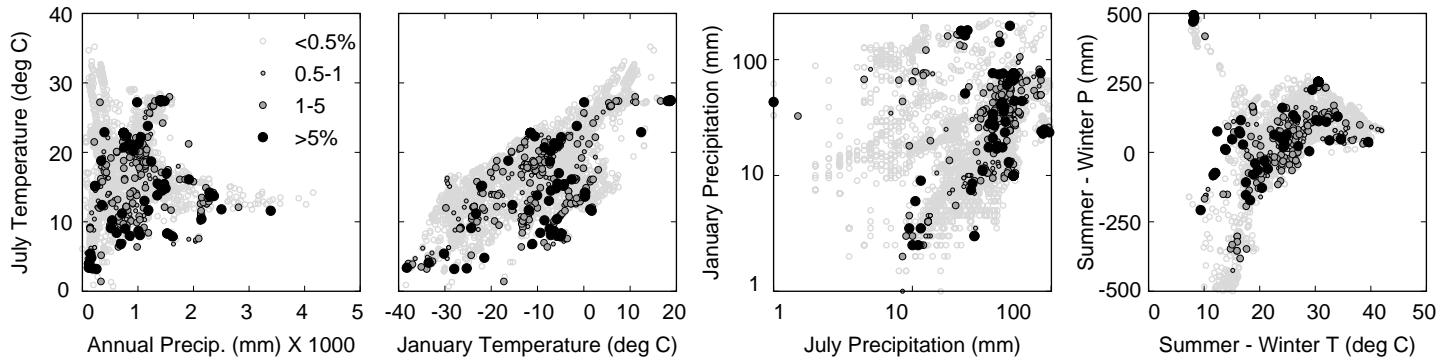 July Temperature (deg C)
40
30
20
10
0
<0.5%
0.5-1
1-5
>5%
0 1 2 3 4 5
Annual Precip. (mm) X 1000
-40 -30 -20 -10 0 10 20
January Temperature (deg C)
January Precipitation (mm)
100
10
1
1 10 100
July Precipitation (mm)
Summer - Winter P (mm)
500
250
0
-250
-500
0 10 20 30 40 50
Summer - Winter T (deg C)